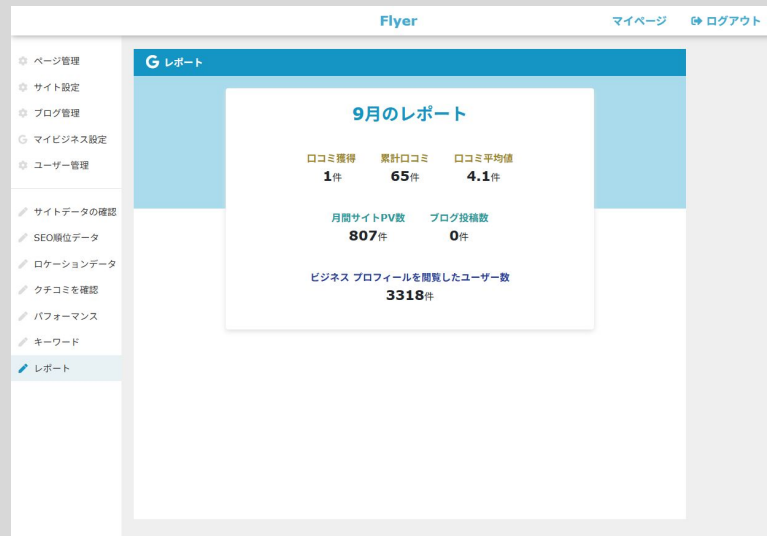 Flyer
マイページ
ログアウト
ページ管理
サイト設定
ブログ管理
マイビジネス設定
ユーザー管理
サイトデータの確認
SEO順位データ
ロケーションデータ
クチコミを確認
パフォーマンス
キーワード
レポート
G レポート
9月のレポート
口コミ獲得 累計口コミ 口コミ平均値
1件 65件 4.1件
月間サイトPV数 ブログ投稿数
807件 0件
ビジネス プロフィールを閲覧したユーザー数
3318件